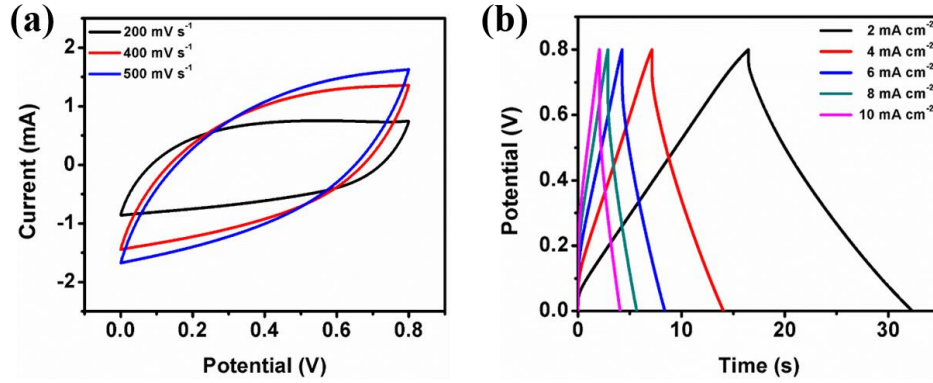 (a)
200 mV s⁻¹
400 mV s⁻¹
500 mV s⁻¹
2
1
0
-1
-2
Current (mA)
0.0 0.2 0.4 0.6 0.8
Potential (V)
(b)
2 mA cm⁻²
4 mA cm⁻²
6 mA cm⁻²
8 mA cm⁻²
10 mA cm⁻²
0.8
0.6
0.4
0.2
0.0
Potential (V)
0 10 20 30
Time (s)